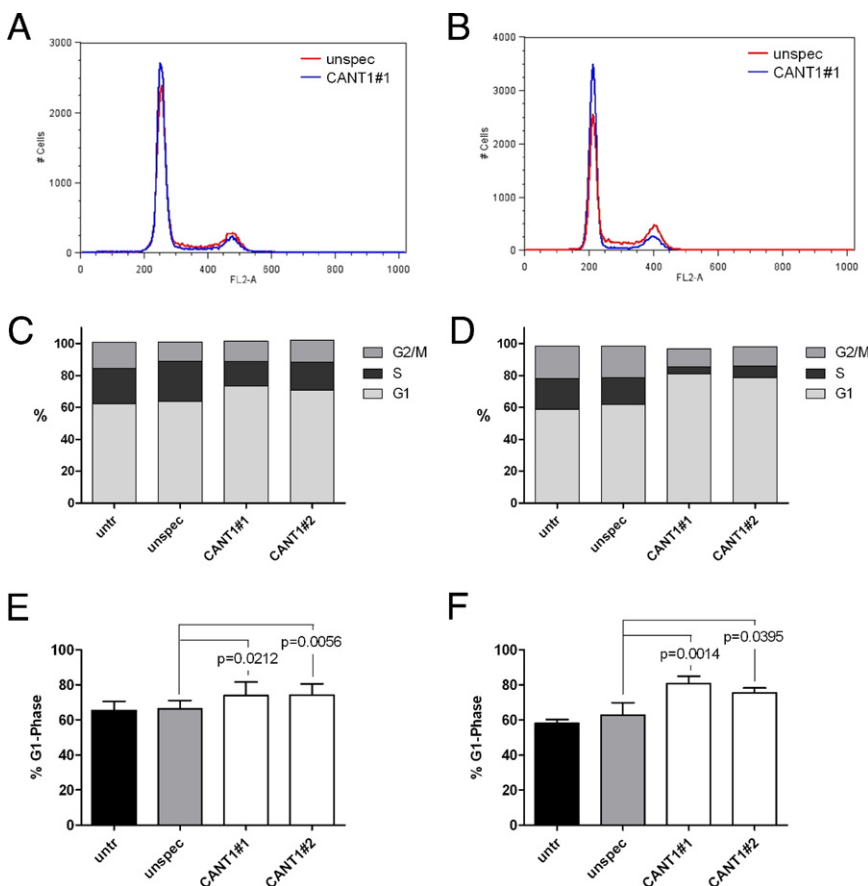 A
3000
2000
1000
0
# Cells
0 200 400 600 800 1000
FL2-A
unspec
CANT1#1
B
4000
3000
2000
1000
0
# Cells
0 200 400 600 800 1000
FL2-A
unspec
CANT1#1
C
100
80
60
40
20
0
%
G2/M
S
G1
untr
unspec
CANT1#1
CANT1#2
D
100
80
60
40
20
0
%
G2/M
S
G1
untr
unspec
CANT1#1
CANT1#2
E
100
80
60
40
20
0
% G1-Phase
p=0.0056
p=0.0212
untr
unspec
CANT1#1
CANT1#2
F
100
80
60
40
20
0
% G1-Phase
p=0.0395
p=0.0014
untr
unspec
CANT1#1
CANT1#2